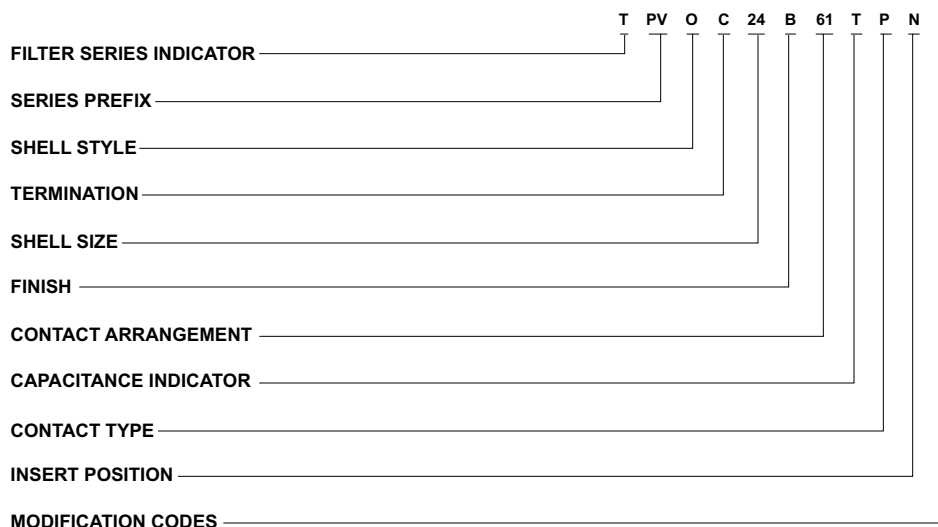 T PV O C 24 B 61 T P N
FILTER SERIES INDICATOR
SERIES PREFIX
SHELL STYLE
TERMINATION
SHELL SIZE
FINISH
CONTACT ARRANGEMENT
CAPACITANCE INDICATOR
CONTACT TYPE
INSERT POSITION
MODIFICATION CODES